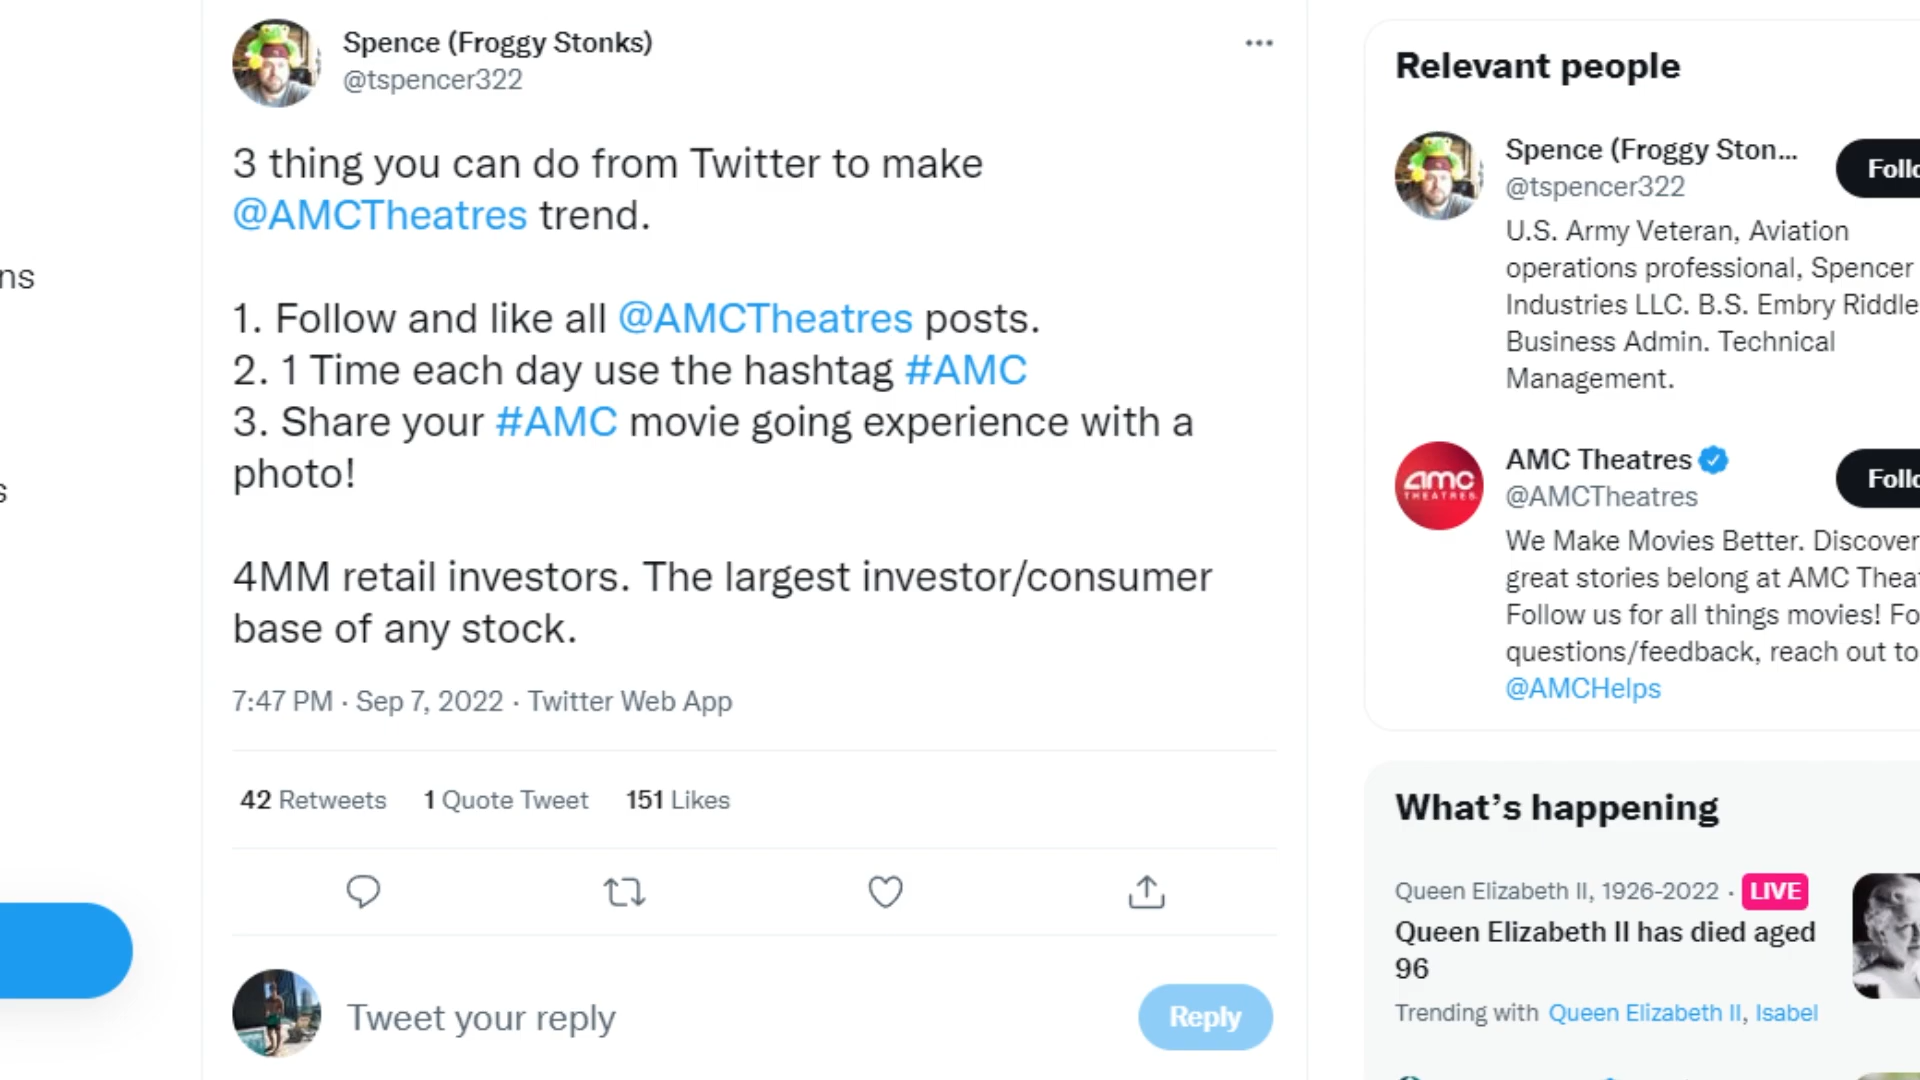 Spence (Froggy Stonks)
@tspencer322
3 thing you can do from Twitter to make
@AMCTheatres trend.
1. Follow and like all @AMCTheatres posts.
2. 1 Time each day use the hashtag #AMC
3. Share your #AMC movie going experience with a
photo!
4MM retail investors. The largest investor/consumer
base of any stock.
7:47 PM · Sep 7, 2022 · Twitter Web App
42 Retweets 1 Quote Tweet 151 Likes
Tweet your reply
Reply
ns
s
Relevant people
Spence (Froggy Ston...
@tspencer322
Follo
U.S. Army Veteran, Aviation
operations professional, Spencer
Industries LLC. B.S. Embry Riddle
Business Admin. Technical
Management.
amc
THEATRES
AMC Theatres
@AMCTheatres
Follo
We Make Movies Better. Discover
great stories belong at AMC Thea
Follow us for all things movies! Fo
questions/feedback, reach out to
@AMCHelps
What's happening
Queen Elizabeth II, 1926-2022 · LIVE
Queen Elizabeth II has died aged
96
Trending with Queen Elizabeth II, Isabel